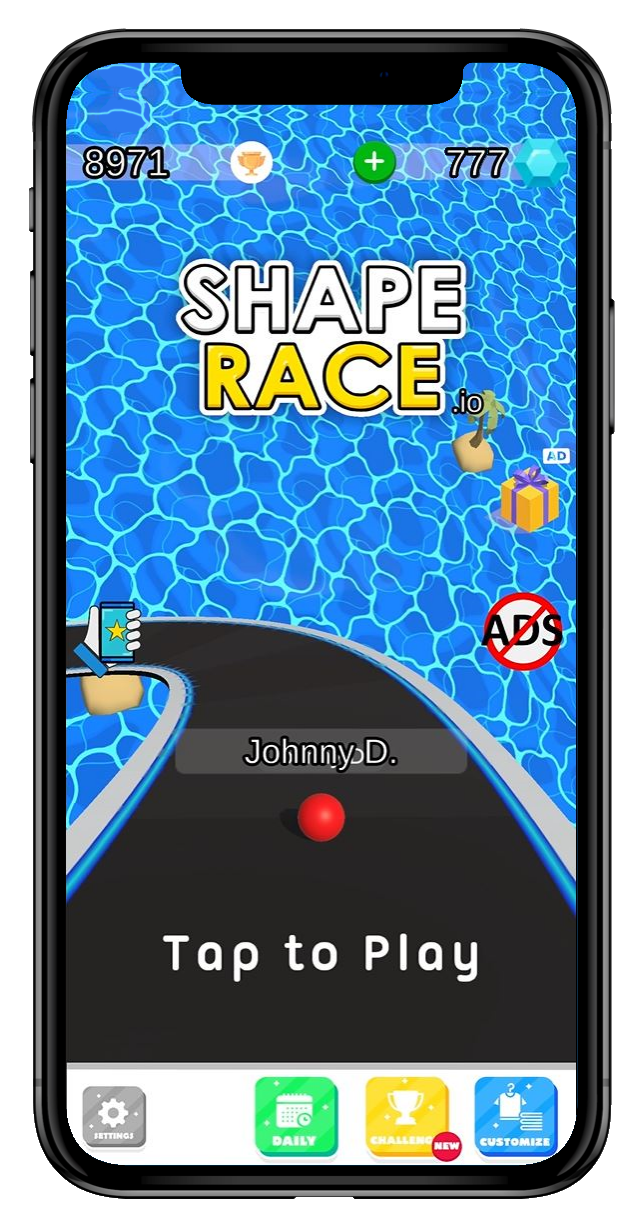 8971
777
SHAPE
RACE
.io
AD
ADS
Johnny D.
Tap to Play
SETTINGS
DAILY
CHALLENG
NEW
CUSTOMIZE